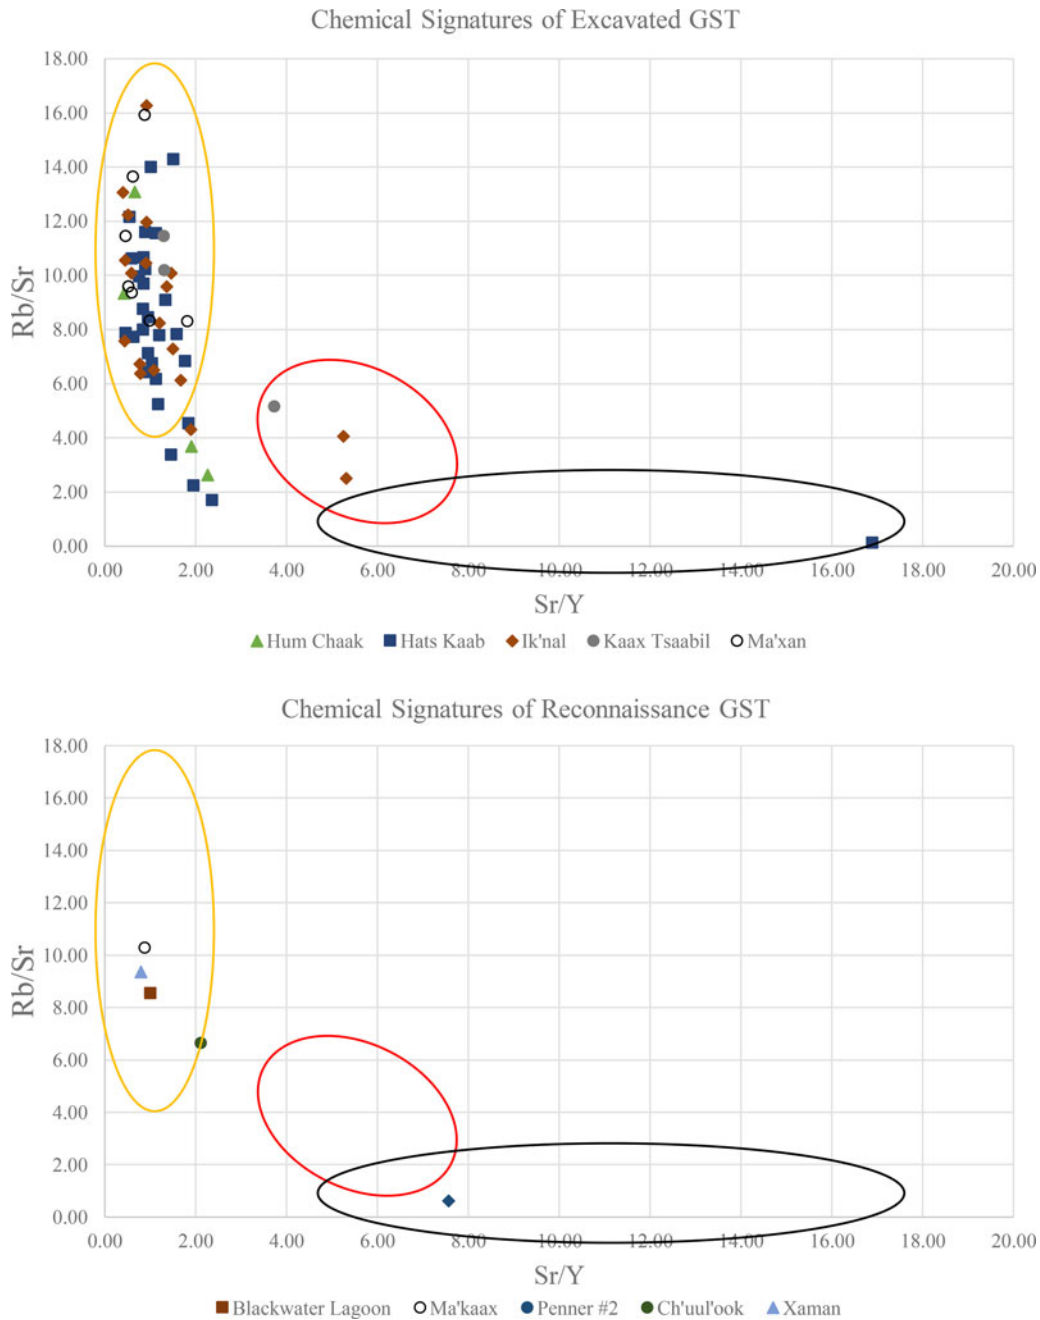 Chemical Signatures of Excavated GST
18.00
16.00
14.00
12.00
10.00
8.00
6.00
4.00
2.00
0.00
Rb/Sr
0.00 2.00 4.00 6.00 8.00 10.00 12.00 14.00 16.00 18.00 20.00
Sr/Y
Hum Chaak Hats Kaab Ik'nal Kaax Tsaabil Ma'xan
Chemical Signatures of Reconnaissance GST
18.00
16.00
14.00
12.00
10.00
8.00
6.00
4.00
2.00
0.00
Rb/Sr
0.00 2.00 4.00 6.00 8.00 10.00 12.00 14.00 16.00 18.00 20.00
Sr/Y
Blackwater Lagoon Ma'kaax Penner #2 Ch'uul'ook Xaman